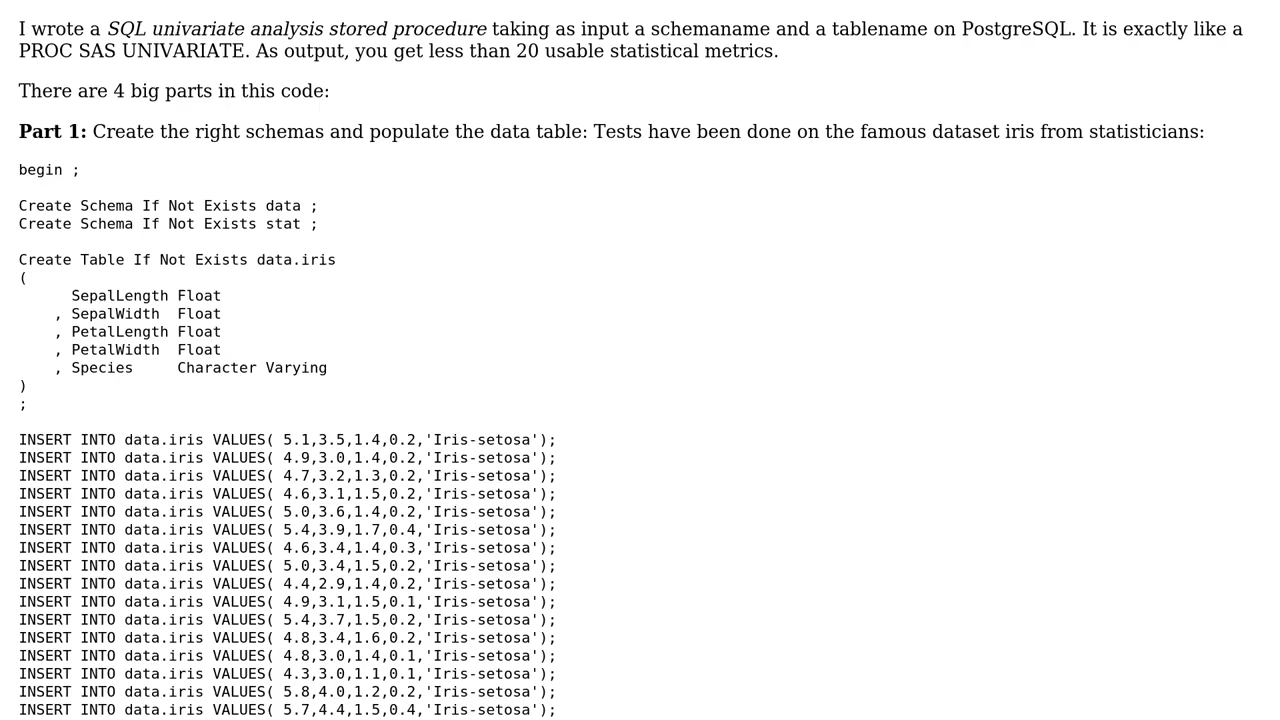 I wrote a SQL univariate analysis stored procedure taking as input a schemaname and a tablename on PostgreSQL. It is exactly like a
PROC SAS UNIVARIATE. As output, you get less than 20 usable statistical metrics.
There are 4 big parts in this code:
Part 1: Create the right schemas and populate the data table: Tests have been done on the famous dataset iris from statisticians:
begin ;
Create Schema If Not Exists data ;
Create Schema If Not Exists stat ;
Create Table If Not Exists data.iris
(
      SepalLength Float
    , SepalWidth  Float
    , PetalLength Float
    , PetalWidth  Float
    , Species     Character Varying
)
;
INSERT INTO data.iris VALUES( 5.1,3.5,1.4,0.2,'Iris-setosa');
INSERT INTO data.iris VALUES( 4.9,3.0,1.4,0.2,'Iris-setosa');
INSERT INTO data.iris VALUES( 4.7,3.2,1.3,0.2,'Iris-setosa');
INSERT INTO data.iris VALUES( 4.6,3.1,1.5,0.2,'Iris-setosa');
INSERT INTO data.iris VALUES( 5.0,3.6,1.4,0.2,'Iris-setosa');
INSERT INTO data.iris VALUES( 5.4,3.9,1.7,0.4,'Iris-setosa');
INSERT INTO data.iris VALUES( 4.6,3.4,1.4,0.3,'Iris-setosa');
INSERT INTO data.iris VALUES( 5.0,3.4,1.5,0.2,'Iris-setosa');
INSERT INTO data.iris VALUES( 4.4,2.9,1.4,0.2,'Iris-setosa');
INSERT INTO data.iris VALUES( 4.9,3.1,1.5,0.1,'Iris-setosa');
INSERT INTO data.iris VALUES( 5.4,3.7,1.5,0.2,'Iris-setosa');
INSERT INTO data.iris VALUES( 4.8,3.4,1.6,0.2,'Iris-setosa');
INSERT INTO data.iris VALUES( 4.8,3.0,1.4,0.1,'Iris-setosa');
INSERT INTO data.iris VALUES( 4.3,3.0,1.1,0.1,'Iris-setosa');
INSERT INTO data.iris VALUES( 5.8,4.0,1.2,0.2,'Iris-setosa');
INSERT INTO data.iris VALUES( 5.7,4.4,1.5,0.4,'Iris-setosa');